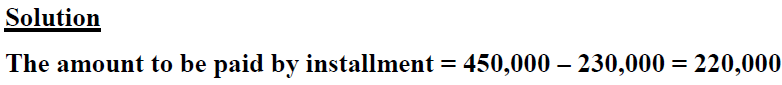 Solution
The amount to be paid by installment = 450,000 – 230,000 = 220,000